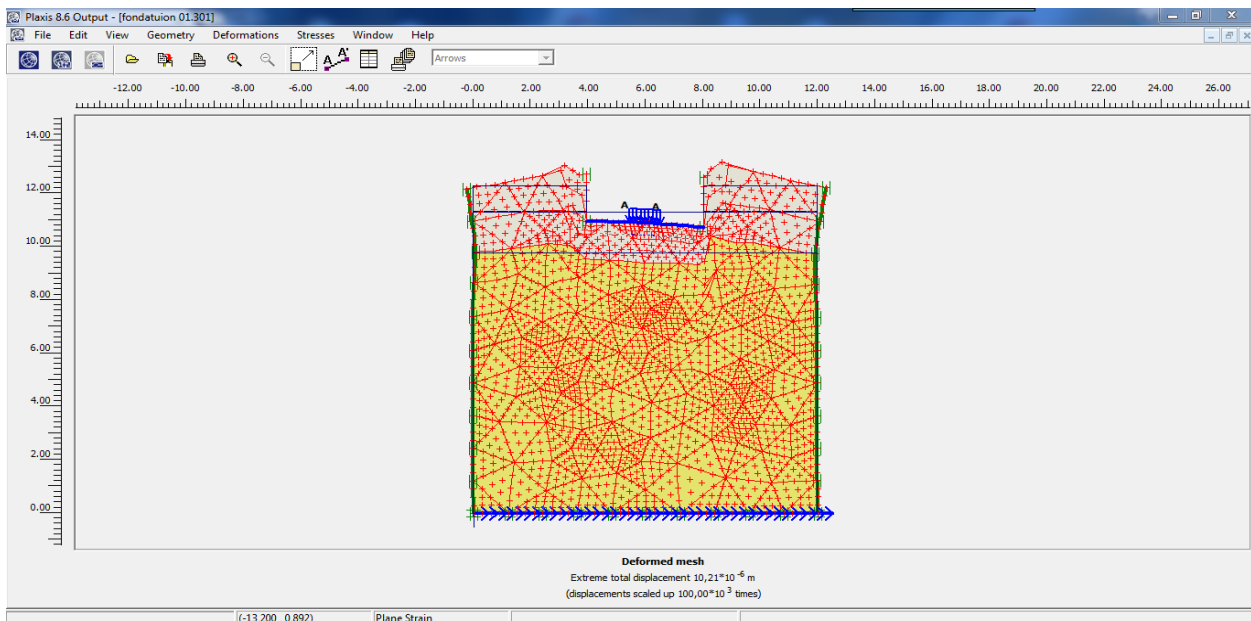 Plaxis 8.6 Output - [fondatuion 01.301]
File Edit View Geometry Deformations Stresses Window Help
A A' Arrows
-12.00 -10.00 -8.00 -6.00 -4.00 -2.00 -0.00 2.00 4.00 6.00 8.00 10.00 12.00 14.00 16.00 18.00 20.00 22.00 24.00 26.00
14.00
12.00
A A
10.00
8.00
6.00
4.00
2.00
0.00
Deformed mesh
Extreme total displacement 10,21*10 -6 m
(displacements scaled up 100,00*10 3 times)
(-13.200 0.892) Plane Strain